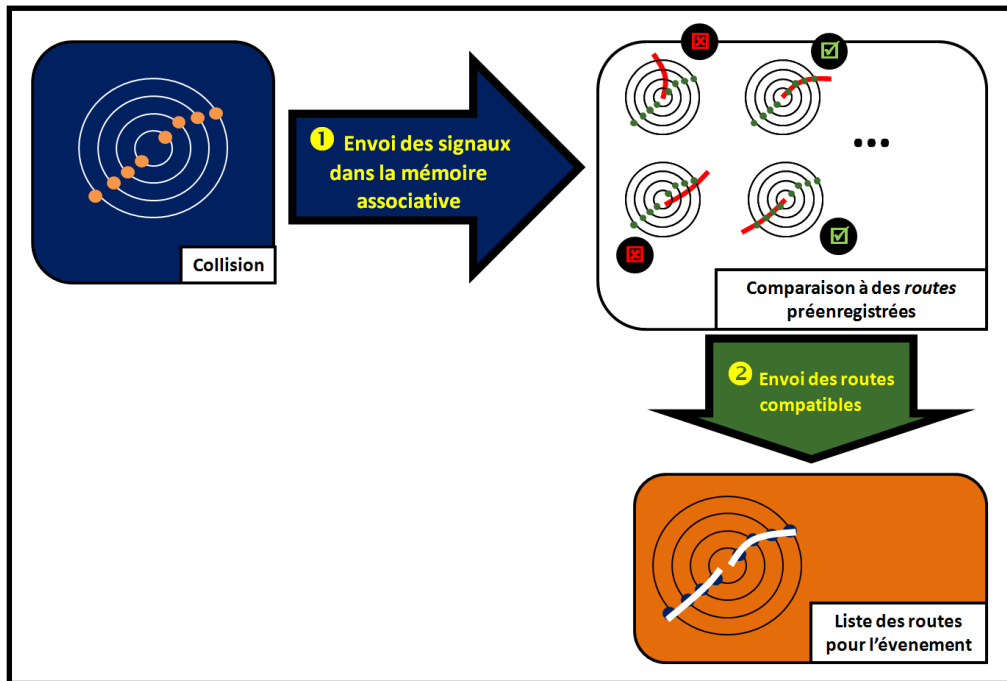 Collision
❶ Envoi des signaux
dans la mémoire
associative
...
Comparaison à des routes
préenregistrées
❷ Envoi des routes
compatibles
Liste des routes
pour l'évenement